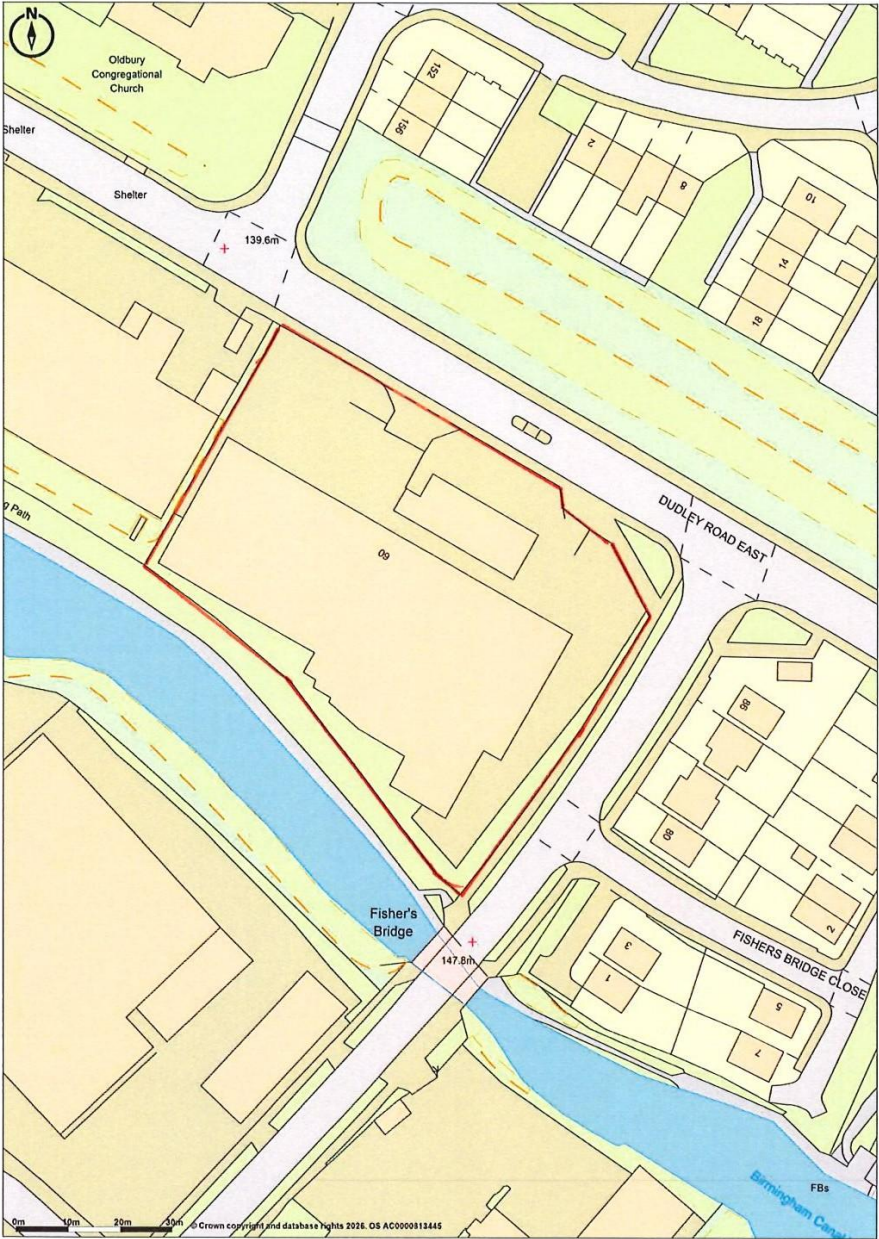 N
Oldbury
Congregational
Church
152
156
Shelter
Shelter
139.6m
2
8
10
14
18
60
g Path
DUDLEY ROAD EAST
86
80
2
Fisher's
Bridge
147.8m
FISHERS BRIDGE CLOSE
3
1
5
7
FBs
Birmingham Canal
0m 10m 20m 30m
© Crown copyright and database rights 2026. OS AC0000813445